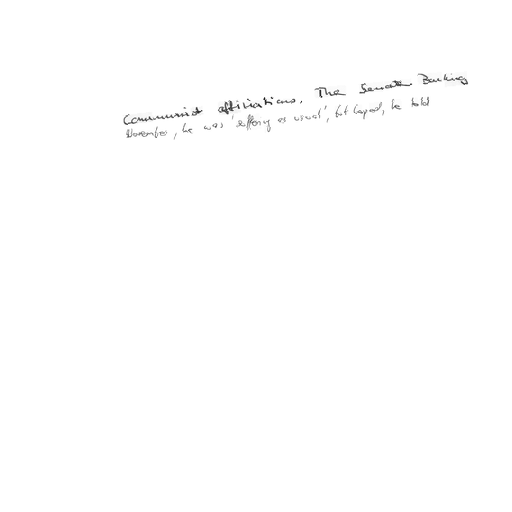 Communist affiliations. The Senate Banking
November, he was 'suffering as usual', but hoped, he told